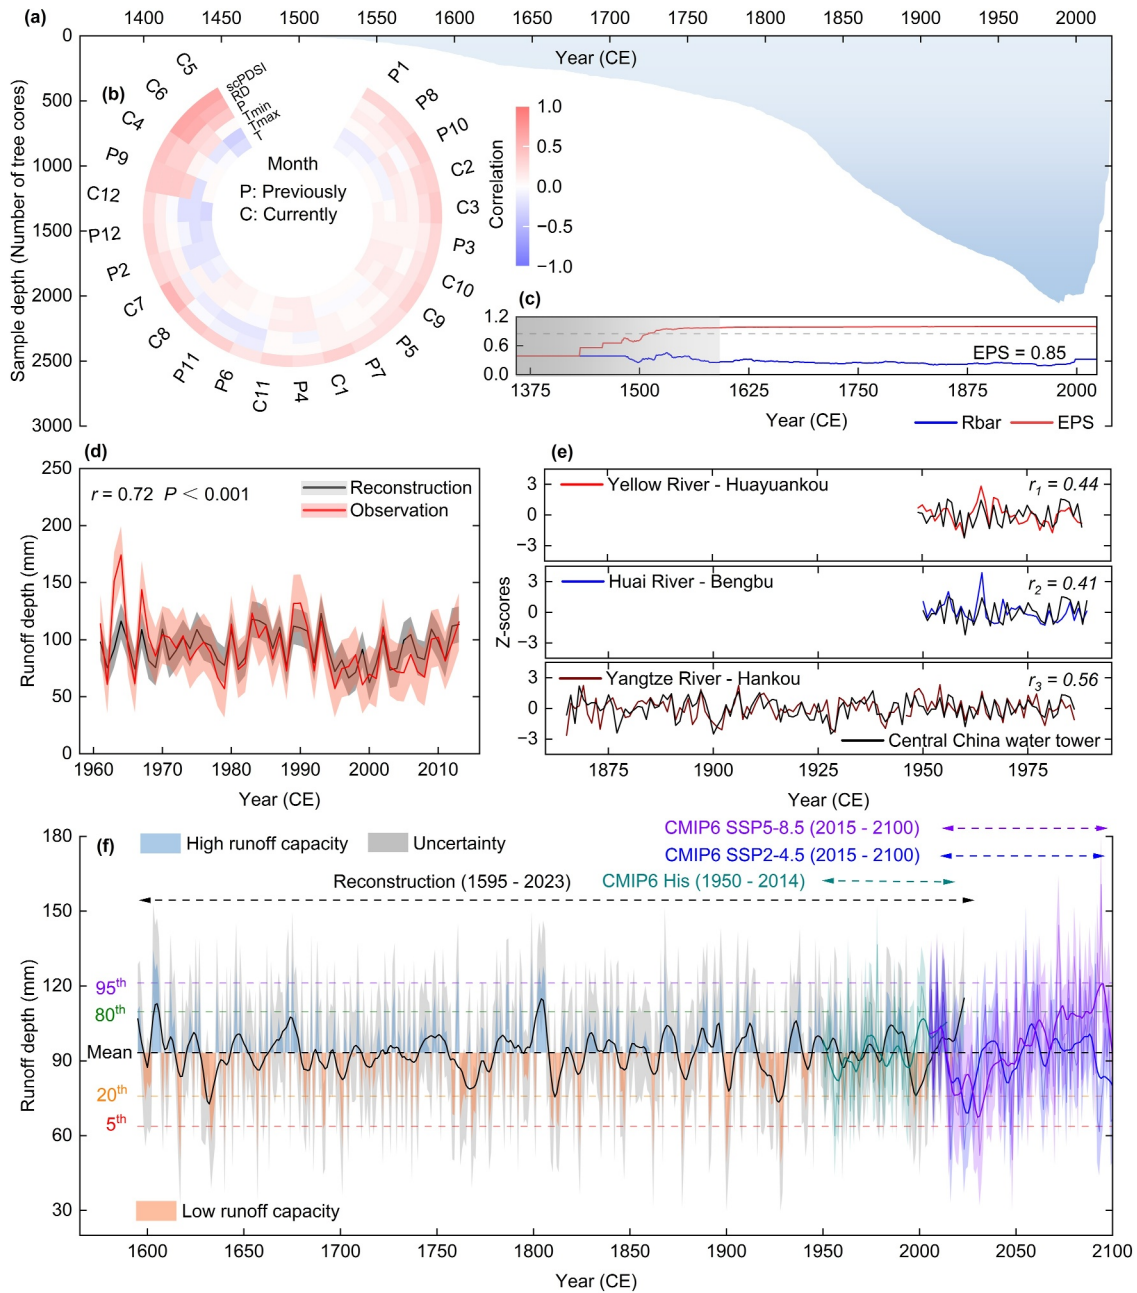 (a)
1400 1450 1500 1550 1600 1650 1700 1750 1800 1850 1900 1950 2000
Year (CE)
Sample depth (Number of tree cores)
0
500
1000
1500
2000
2500
3000
(b)
scPDSI
RD
P
Tmin
Tmax
T
P1
P8
P10
C2
C3
P3
C10
C9
P5
P7
C1
P4
C11
P6
P11
C8
C7
P2
P12
C12
P9
C4
C6
C5
Month
P: Previously
C: Currently
Correlation
1.0
0.5
0.0
−0.5
−1.0
(c)
1.2
0.6
0.0
EPS = 0.85
1375 1500 1625 1750 1875 2000
Year (CE)
Rbar EPS
(d)
r = 0.72 P < 0.001
Reconstruction
Observation
Runoff depth (mm)
250
200
150
100
50
0
1960 1970 1980 1990 2000 2010
Year (CE)
(e)
Z-scores
3
0
−3
Yellow River - Huayuankou
r1 = 0.44
3
0
−3
Huai River - Bengbu
r2 = 0.41
3
0
−3
Yangtze River - Hankou
r3 = 0.56
Central China water tower
1875 1900 1925 1950 1975
Year (CE)
(f)
High runoff capacity
Uncertainty
CMIP6 SSP5-8.5 (2015 - 2100)
CMIP6 SSP2-4.5 (2015 - 2100)
Reconstruction (1595 - 2023)
CMIP6 His (1950 - 2014)
Runoff depth (mm)
180
150
120
90
60
30
95th
80th
Mean
20th
5th
Low runoff capacity
1600 1650 1700 1750 1800 1850 1900 1950 2000 2050 2100
Year (CE)